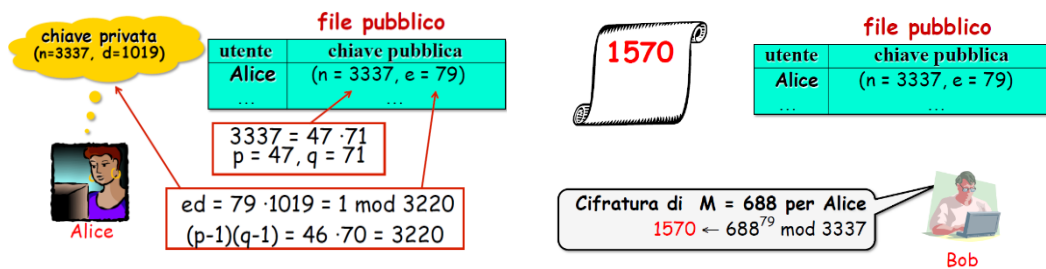 chiave privata
(n=3337, d=1019)
file pubblico
utente chiave pubblica
Alice (n = 3337, e = 79)
... ...
3337 = 47 ·71
p = 47, q = 71
ed = 79 ·1019 = 1 mod 3220
(p-1)(q-1) = 46 ·70 = 3220
Alice
1570
file pubblico
utente chiave pubblica
Alice (n = 3337, e = 79)
... ...
Cifratura di M = 688 per Alice
1570 ← 688^79 mod 3337
Bob